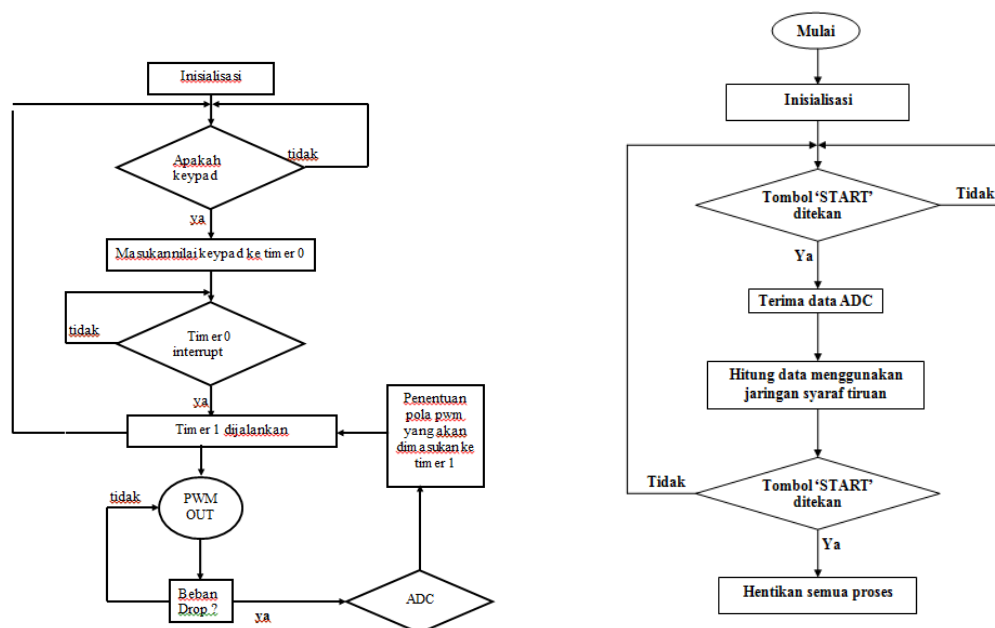 Inisialisasi
Apakah
keypad
tidak
ya
Masukannilai keypad ke timer 0
tidak
Timer 0
interrupt
ya
Timer 1 dijalankan
Penentuan
pola pwm
yang akan
dimasukan ke
timer 1
tidak
PWM
OUT
Beban
Drop ?
ya
ADC
Mulai
Inisialisasi
Tombol ‘START’
ditekan
Tidak
Ya
Terima data ADC
Hitung data menggunakan
jaringan syaraf tiruan
Tidak
Tombol ‘START’
ditekan
Ya
Hentikan semua proses